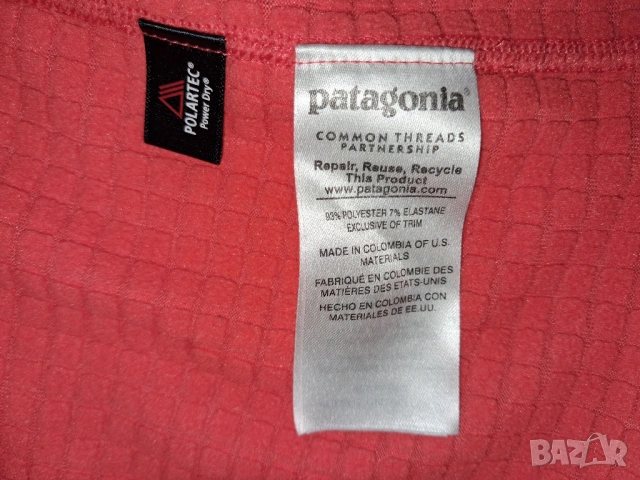 POLARTEC®
Power Dry®
patagonia®
COMMON THREADS
PARTNERSHIP
Repair, Reuse, Recycle
This Product
www.patagonia.com
93% POLYESTER 7% ELASTANE
EXCLUSIVE OF TRIM
MADE IN COLOMBIA OF U.S.
MATERIALS
FABRIQUÉ EN COLOMBIE DES
MATIÈRES DES ETATS-UNIS
HECHO EN COLOMBIA CON
MATERIALES DE EE.UU.
BAZAR